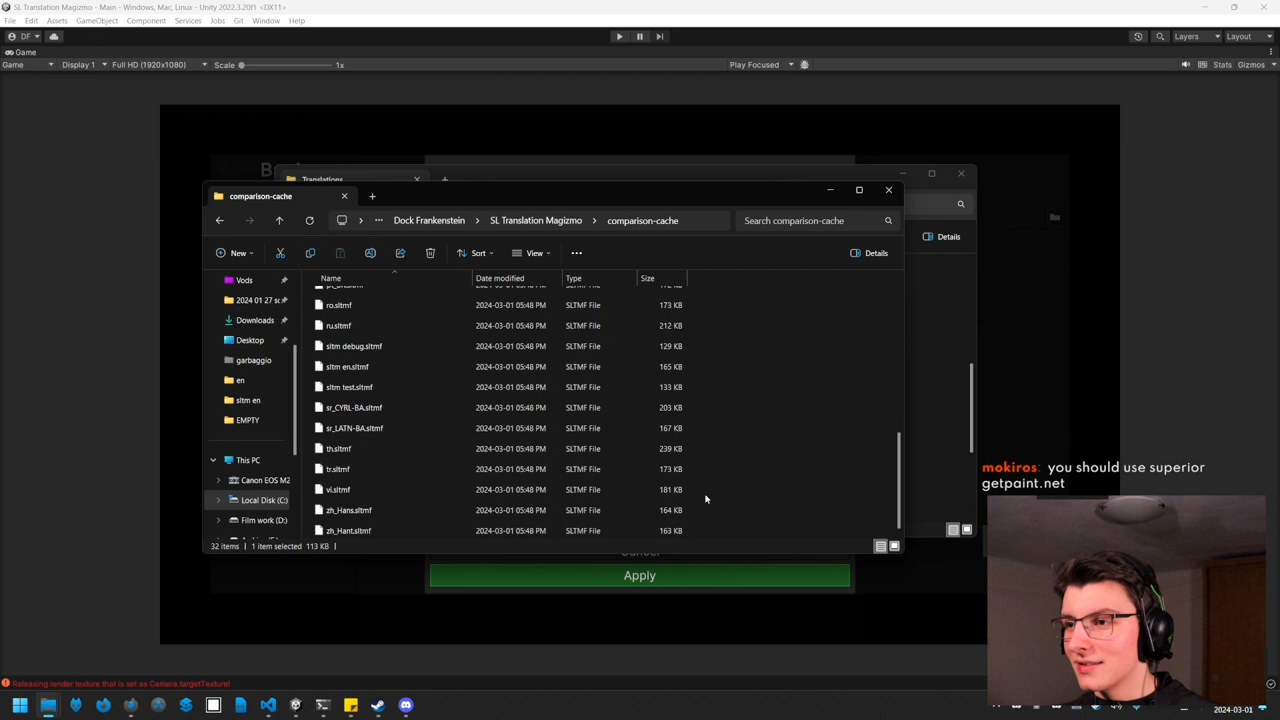 SL Translation Magizmo - Main - Windows, Mac, Linux - Unity 2022.3.20f1 <DX11>
File Edit Assets GameObject Component Services Jobs Git Window Help
DF Layers Layout
Game
Game Display 1 Full HD (1920x1080) Scale 1x Play Focused Stats Gizmos
Translations
comparison-cache
Dock Frankenstein SL Translation Magizmo comparison-cache Search comparison-cache
New Sort View Details
Details
Name Date modified Type Size
Vods
2024 01 27 sc
Downloads
Desktop
garbaggio
en
sltm en
EMPTY
This PC
Canon EOS M2
Local Disk (C:)
Film work (D:)
ro.sltmf 2024-03-01 05:48 PM SLTMF File 173 KB
ru.sltmf 2024-03-01 05:48 PM SLTMF File 212 KB
sltm debug.sltmf 2024-03-01 05:48 PM SLTMF File 129 KB
sltm en.sltmf 2024-03-01 05:48 PM SLTMF File 165 KB
sltm test.sltmf 2024-03-01 05:48 PM SLTMF File 133 KB
sr_CYRL-BA.sltmf 2024-03-01 05:48 PM SLTMF File 203 KB
sr_LATN-BA.sltmf 2024-03-01 05:48 PM SLTMF File 167 KB
th.sltmf 2024-03-01 05:48 PM SLTMF File 239 KB
tr.sltmf 2024-03-01 05:48 PM SLTMF File 173 KB
vi.sltmf 2024-03-01 05:48 PM SLTMF File 181 KB
zh_Hans.sltmf 2024-03-01 05:48 PM SLTMF File 164 KB
zh_Hant.sltmf 2024-03-01 05:48 PM SLTMF File 163 KB
32 items 1 item selected 113 KB
Cancel
Apply
mokiros: you should use superior
getpaint.net
Releasing render texture that is set as Camera.targetTexture!
2024-03-01